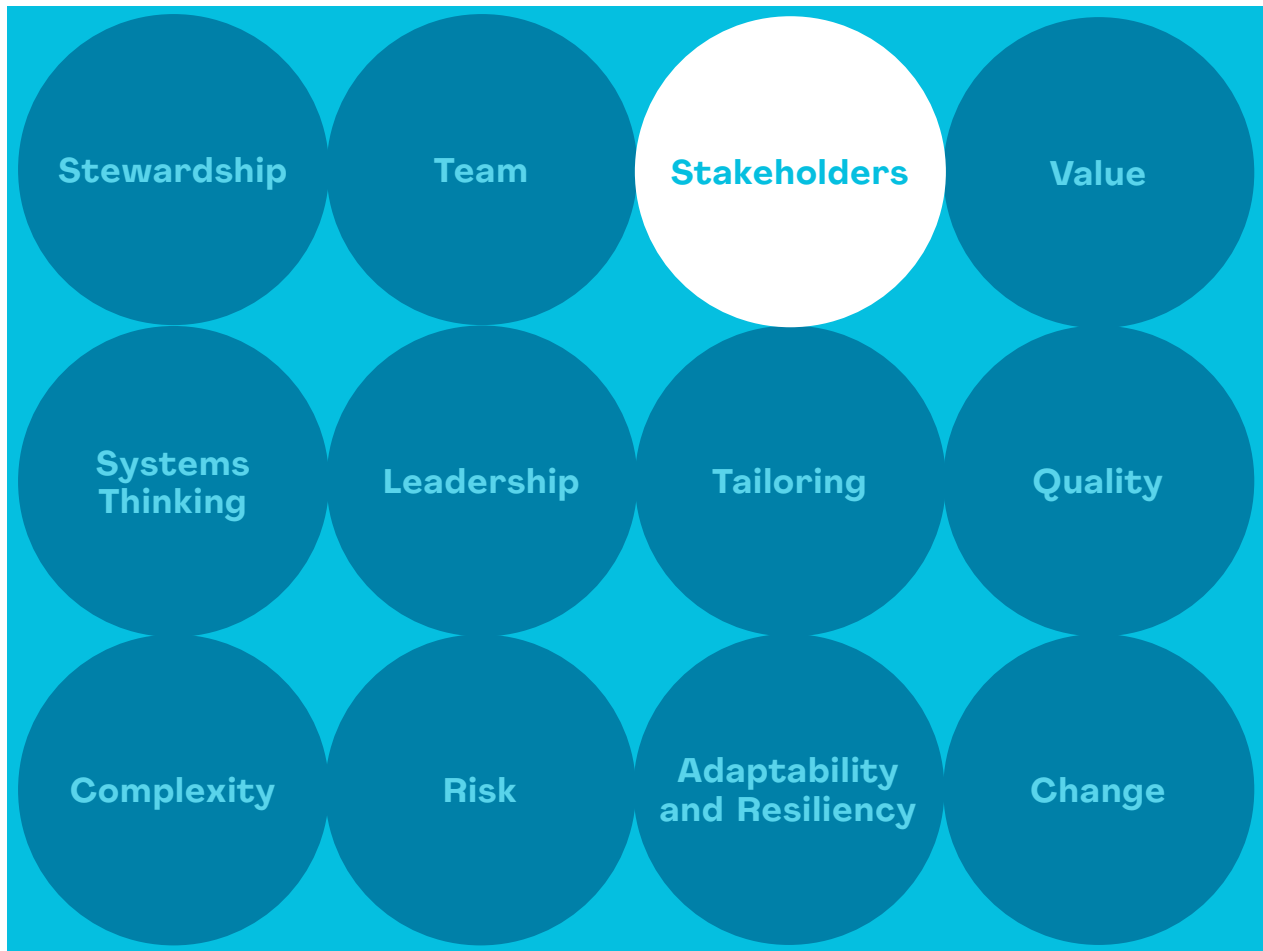 Stewardship
Team
Stakeholders
Value
Systems
Thinking
Leadership
Tailoring
Quality
Complexity
Risk
Adaptability
and Resiliency
Change